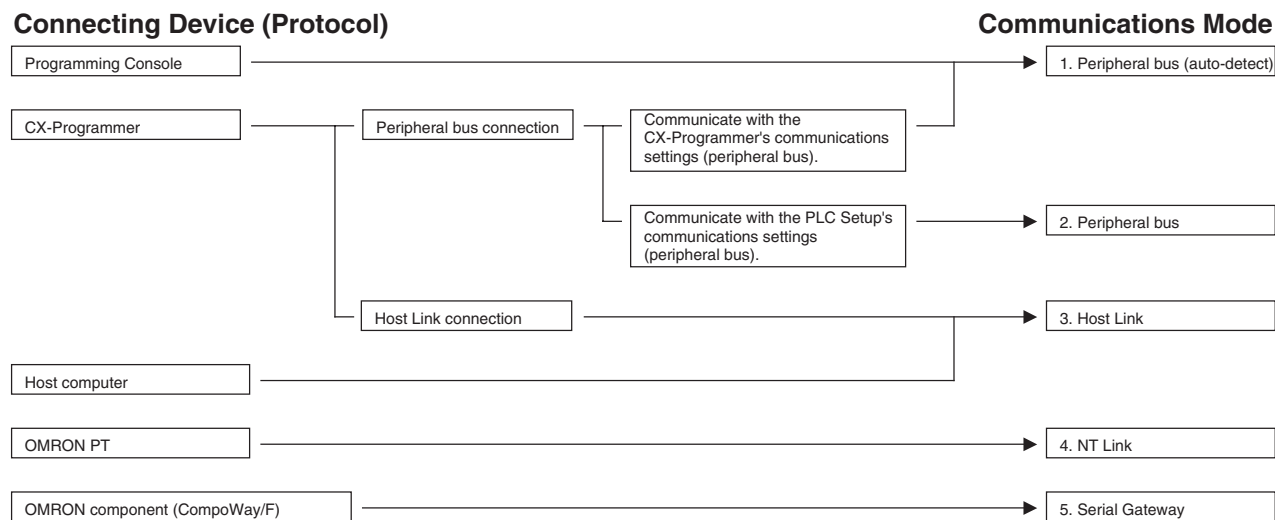 Connecting Device (Protocol)
Communications Mode
Programming Console
1. Peripheral bus (auto-detect)
CX-Programmer
Peripheral bus connection
Communicate with the
CX-Programmer's communications
settings (peripheral bus).
Communicate with the PLC Setup's
communications settings
(peripheral bus).
2. Peripheral bus
Host Link connection
3. Host Link
Host computer
OMRON PT
4. NT Link
OMRON component (CompoWay/F)
5. Serial Gateway